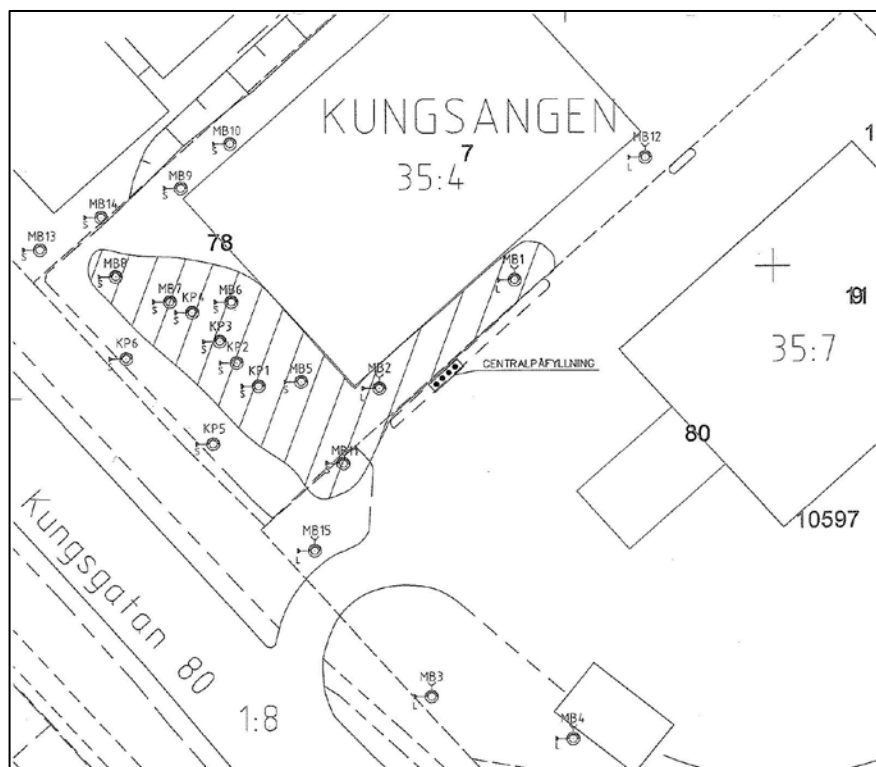 KUNGSANGEN
7
35:4
MB10
S
MB12
L
1
MB9
S
MB14
S
MB13
S
78
MB8
S
MB7
S
KP4
S
MB6
S
MB1
L
191
35:7
KP3
S
KP2
S
KP6
S
KP1
S
MB5
S
MB2
L
CENTRALPÅFYLLNING
KP5
S
MB11
80
10597
MB15
L
Kungsgatan 80
1:8
MB3
L
MB4
L